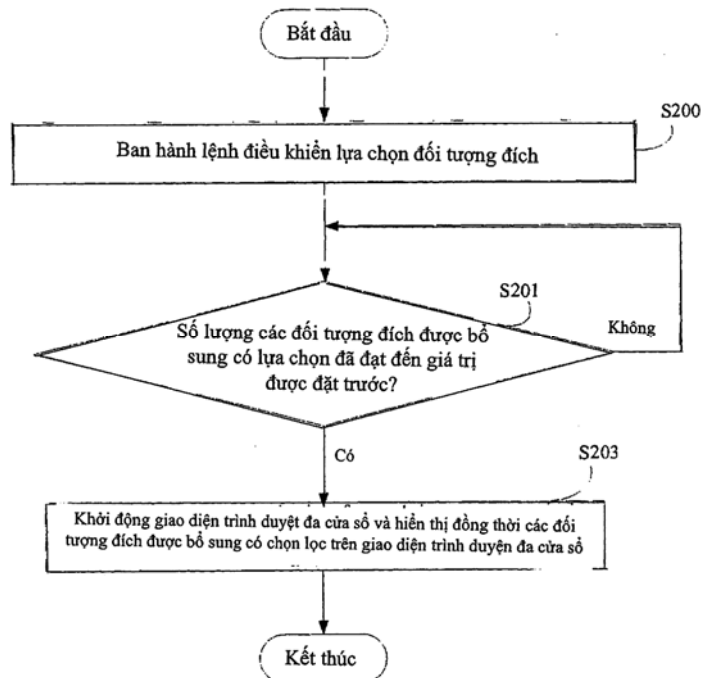 Bắt đầu
S200
Ban hành lệnh điều khiển lựa chọn đối tượng đích
S201
Số lượng các đối tượng đích được bổ
sung có lựa chọn đã đạt đến giá trị
được đặt trước?
Không
Có
S203
Khởi động giao diện trình duyệt đa cửa sổ và hiển thị đồng thời các đối
tượng đích được bổ sung có chọn lọc trên giao diện trình duyện đa cửa sổ
Kết thúc